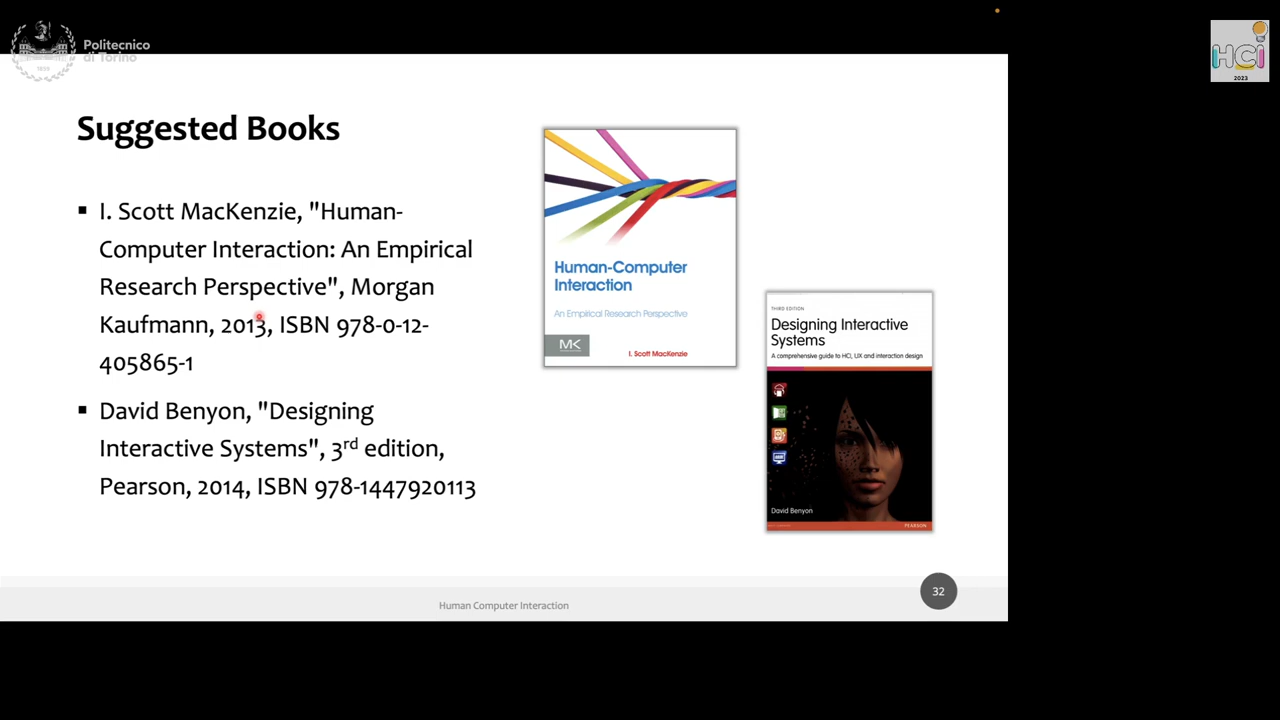 Politecnico
di Torino
1859
HCI
2023
Suggested Books
▪ I. Scott MacKenzie, "Human-
Computer Interaction: An Empirical
Research Perspective", Morgan
Kaufmann, 2013, ISBN 978-0-12-
405865-1
▪ David Benyon, "Designing
Interactive Systems", 3rd edition,
Pearson, 2014, ISBN 978-1447920113
Human-Computer
Interaction
An Empirical Research Perspective
MK
I. Scott MacKenzie
THIRD EDITION
Designing Interactive
Systems
A comprehensive guide to HCI, UX and interaction design
David Benyon
PEARSON
Human Computer Interaction
32